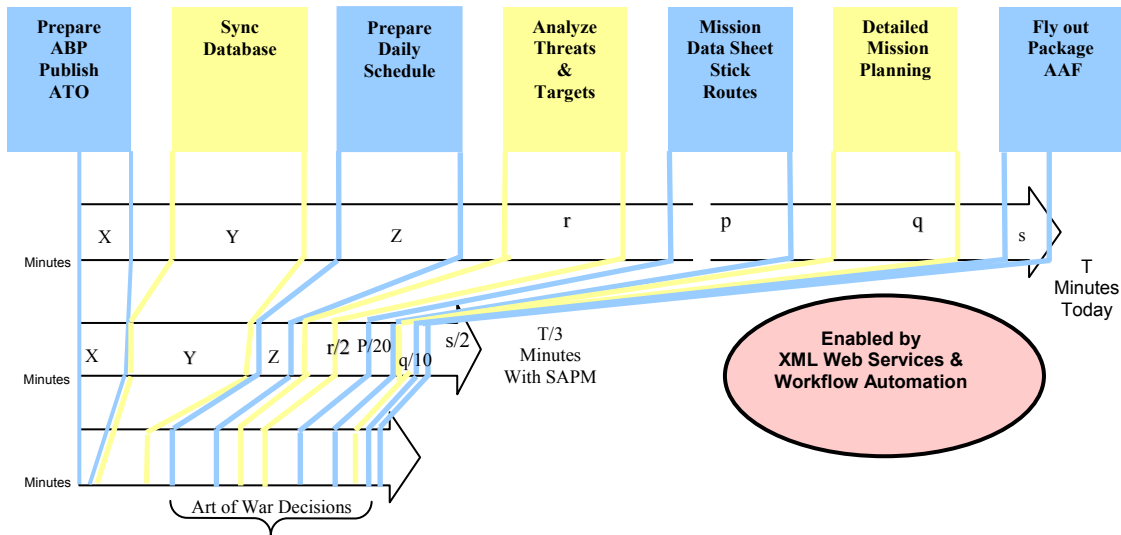 Prepare
ABP
Publish
ATO
Sync
Database
Prepare
Daily
Schedule
Analyze
Threats
&
Targets
Mission
Data Sheet
Stick
Routes
Detailed
Mission
Planning
Fly out
Package
AAF
X
Y
Z
r
p
q
s
Minutes
T
Minutes
Today
X
Y
Z
r/2
P/20
q/10
s/2
Minutes
T/3
Minutes
With SAPM
Enabled by
XML Web Services &
Workflow Automation
Minutes
Art of War Decisions